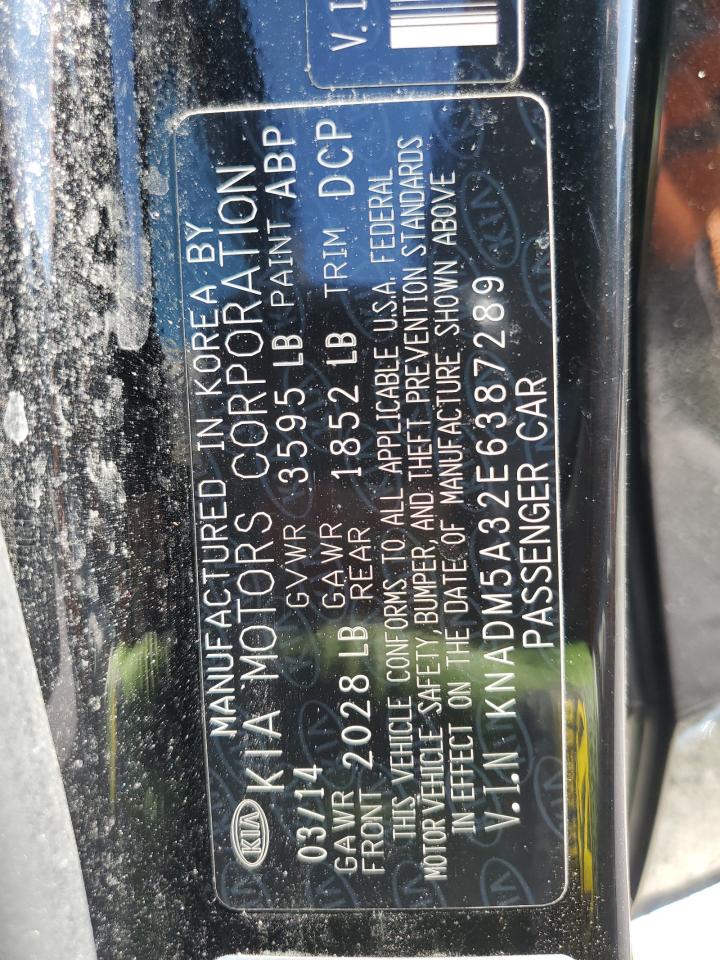 V.I
KIA MANUFACTURED IN KOREA BY
KIA MOTORS CORPORATION
03/14 GVWR 3595 LB PAINT ABP
GAWR FRONT 2028 LB GAWR REAR 1852 LB TRIM DCP
THIS VEHICLE CONFORMS TO ALL APPLICABLE U.S.A. FEDERAL
MOTOR VEHICLE SAFETY, BUMPER, AND THEFT PREVENTION STANDARDS
IN EFFECT ON THE DATE OF MANUFACTURE SHOWN ABOVE
V.I.N KNADM5A32E6387289
PASSENGER CAR